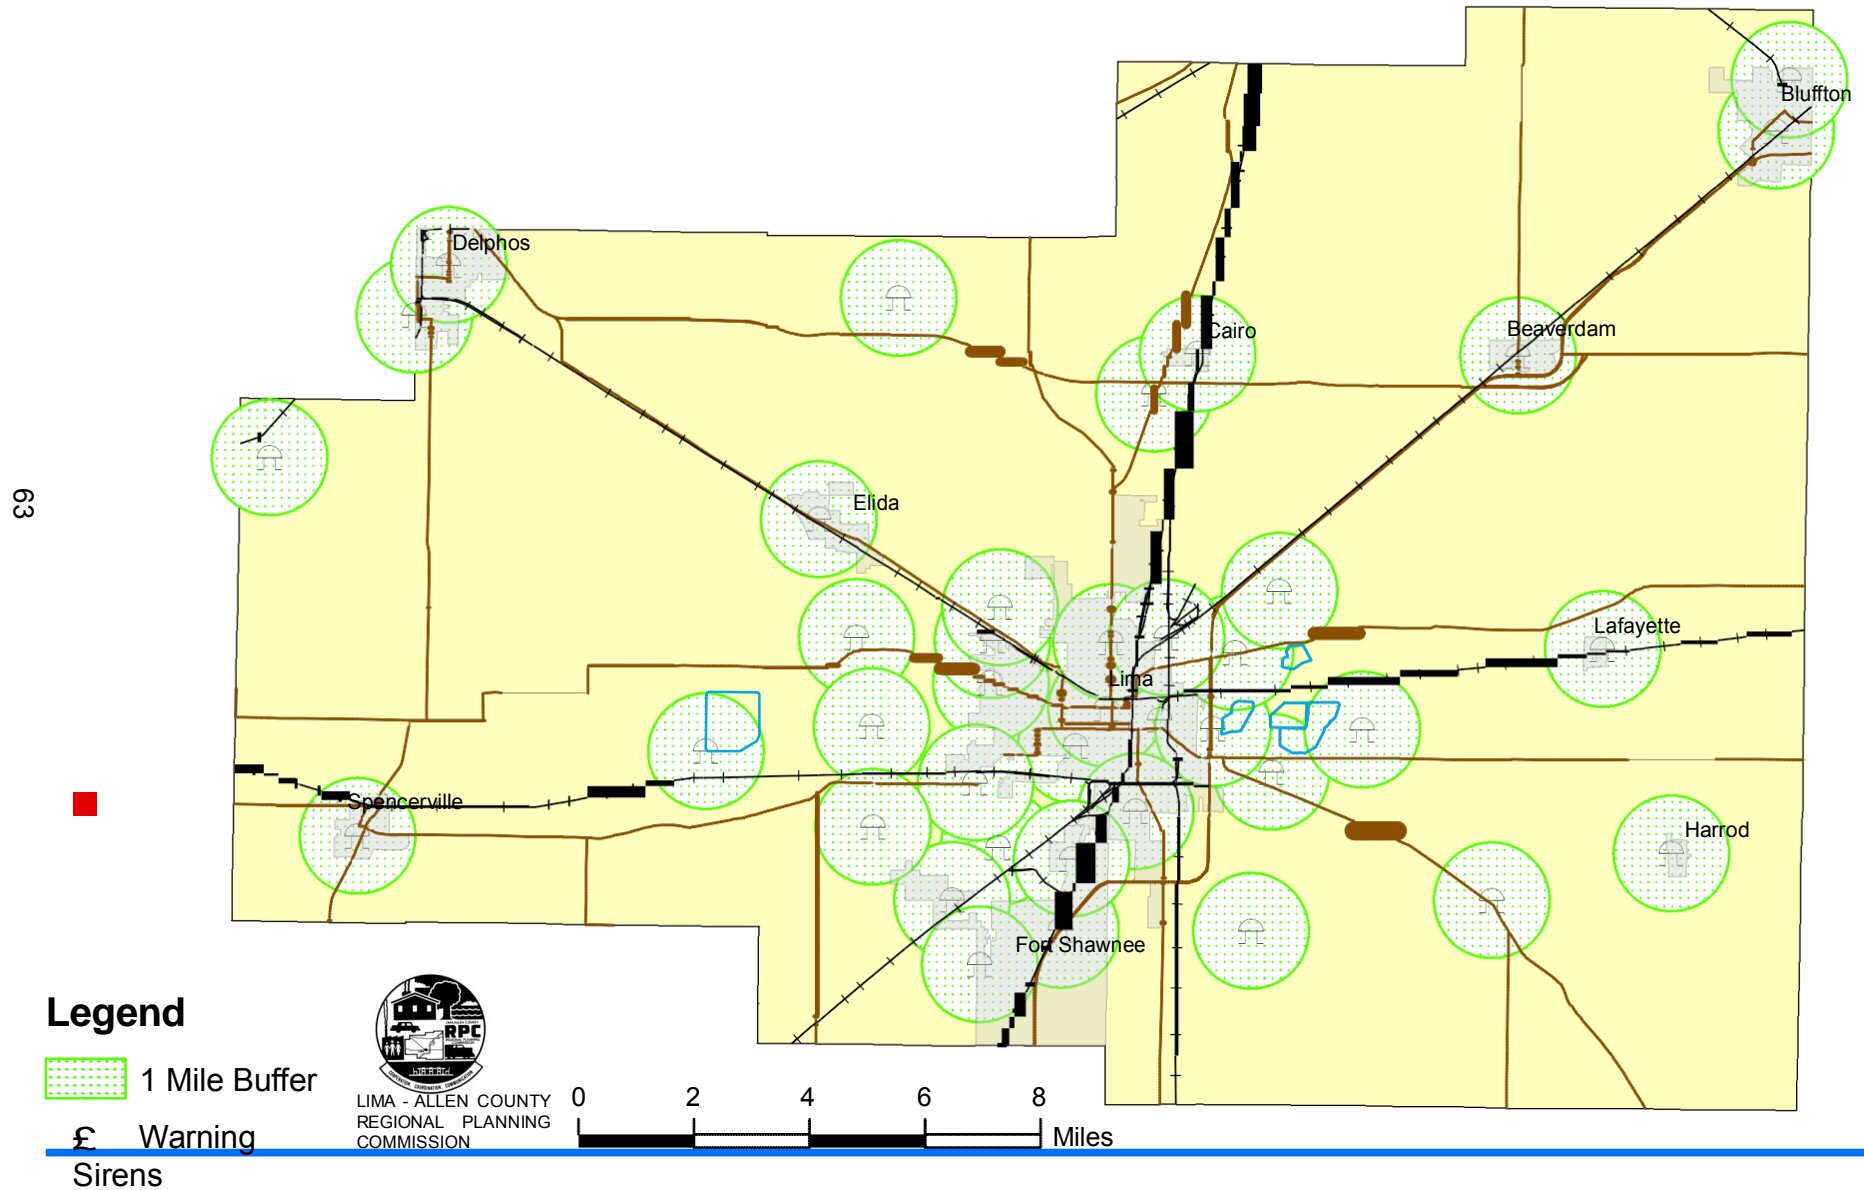 Bluffton
Delphos
Cairo
Beaverdam
Elida
Lafayette
Lima
Spencerville
Harrod
Fort Shawnee
63
Legend
1 Mile Buffer
£ Warning
Sirens
RPC
LIMA - ALLEN COUNTY
REGIONAL PLANNING
COMMISSION
0 2 4 6 8
Miles